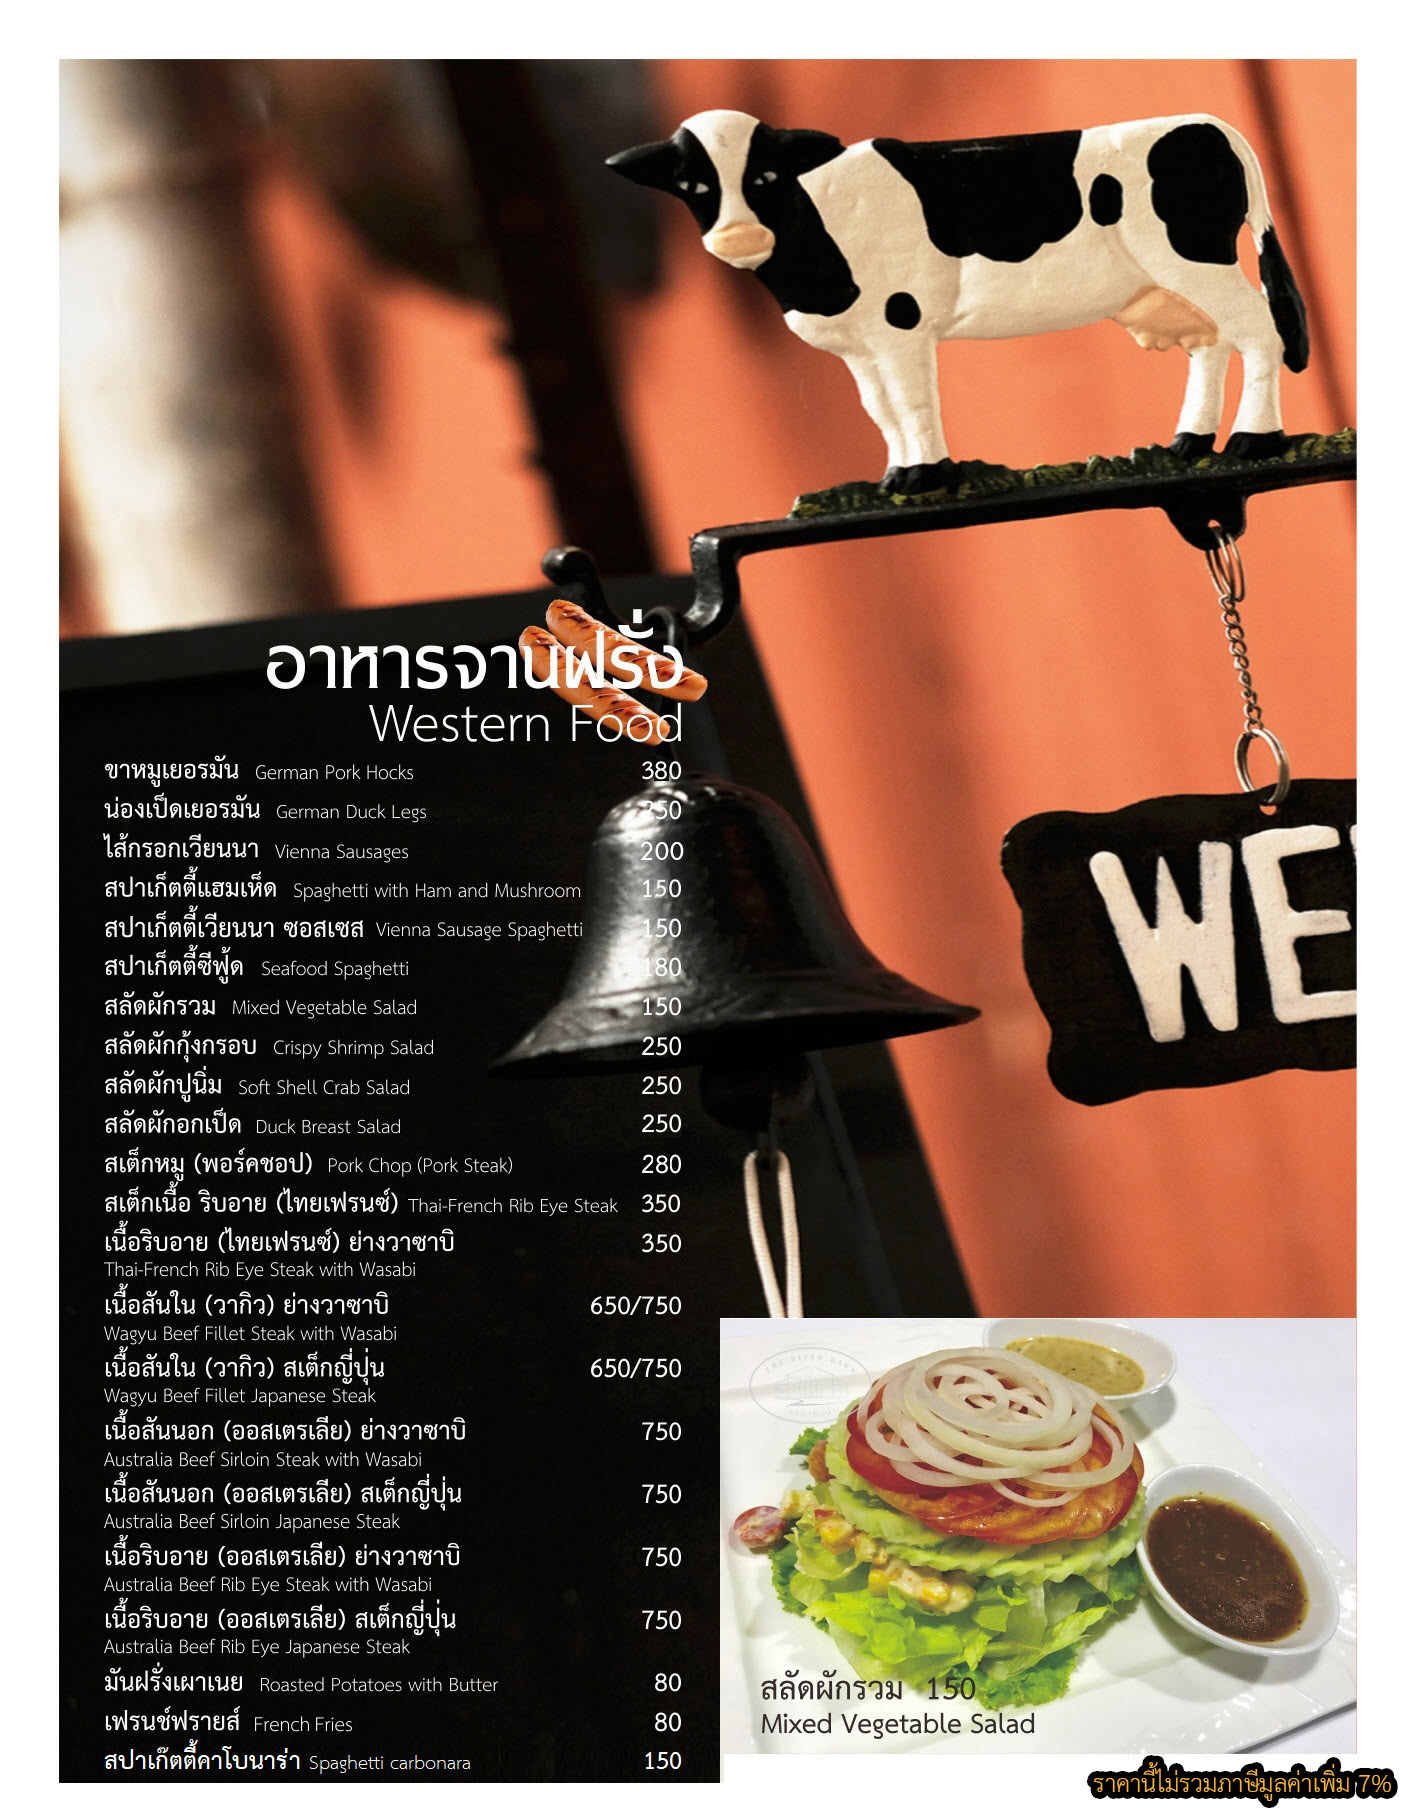 อาหารจานฝรั่ง
Western Food
ขาหมูเยอรมัน German Pork Hocks 380
น่องเป็ดเยอรมัน German Duck Legs 250
ไส้กรอกเวียนนา Vienna Sausages 200
สปาเก็ตตี้แฮมเห็ด Spaghetti with Ham and Mushroom 150
สปาเก็ตตี้เวียนนา ซอสเซส Vienna Sausage Spaghetti 150
สปาเก็ตตี้ซีฟู้ด Seafood Spaghetti 180
สลัดผักรวม Mixed Vegetable Salad 150
สลัดผักกุ้งกรอบ Crispy Shrimp Salad 250
สลัดผักปูนิ่ม Soft Shell Crab Salad 250
สลัดผักอกเป็ด Duck Breast Salad 250
สเต็กหมู (พอร์คชอป) Pork Chop (Pork Steak) 280
สเต็กเนื้อ ริบอาย (ไทยเฟรนซ์) Thai-French Rib Eye Steak 350
เนื้อริบอาย (ไทยเฟรนซ์) ย่างวาซาบิ 350
Thai-French Rib Eye Steak with Wasabi
เนื้อสันใน (วากิว) ย่างวาซาบิ 650/750
Wagyu Beef Fillet Steak with Wasabi
เนื้อสันใน (วากิว) สเต็กญี่ปุ่น 650/750
Wagyu Beef Fillet Japanese Steak
เนื้อสันนอก (ออสเตรเลีย) ย่างวาซาบิ 750
Australia Beef Sirloin Steak with Wasabi
เนื้อสันนอก (ออสเตรเลีย) สเต็กญี่ปุ่น 750
Australia Beef Sirloin Japanese Steak
เนื้อริบอาย (ออสเตรเลีย) ย่างวาซาบิ 750
Australia Beef Rib Eye Steak with Wasabi
เนื้อริบอาย (ออสเตรเลีย) สเต็กญี่ปุ่น 750
Australia Beef Rib Eye Japanese Steak
มันฝรั่งเผาเนย Roasted Potatoes with Butter 80
เฟรนช์ฟรายส์ French Fries 80
สปาเก๊ตตี้คาโบนาร่า Spaghetti carbonara 150
WE
THE RIVER BARN
สลัดผักรวม 150
Mixed Vegetable Salad
ราคานี้ไม่รวมภาษีมูลค่าเพิ่ม 7%